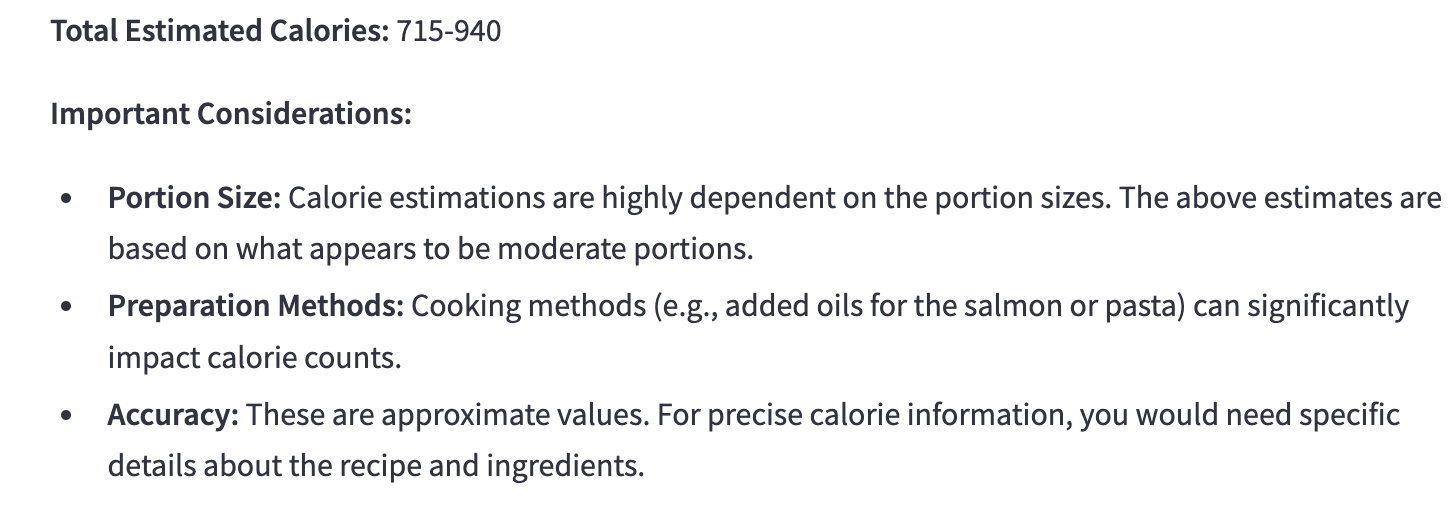 Total Estimated Calories: 715-940
Important Considerations:
• Portion Size: Calorie estimations are highly dependent on the portion sizes. The above estimates are
based on what appears to be moderate portions.
• Preparation Methods: Cooking methods (e.g., added oils for the salmon or pasta) can significantly
impact calorie counts.
• Accuracy: These are approximate values. For precise calorie information, you would need specific
details about the recipe and ingredients.